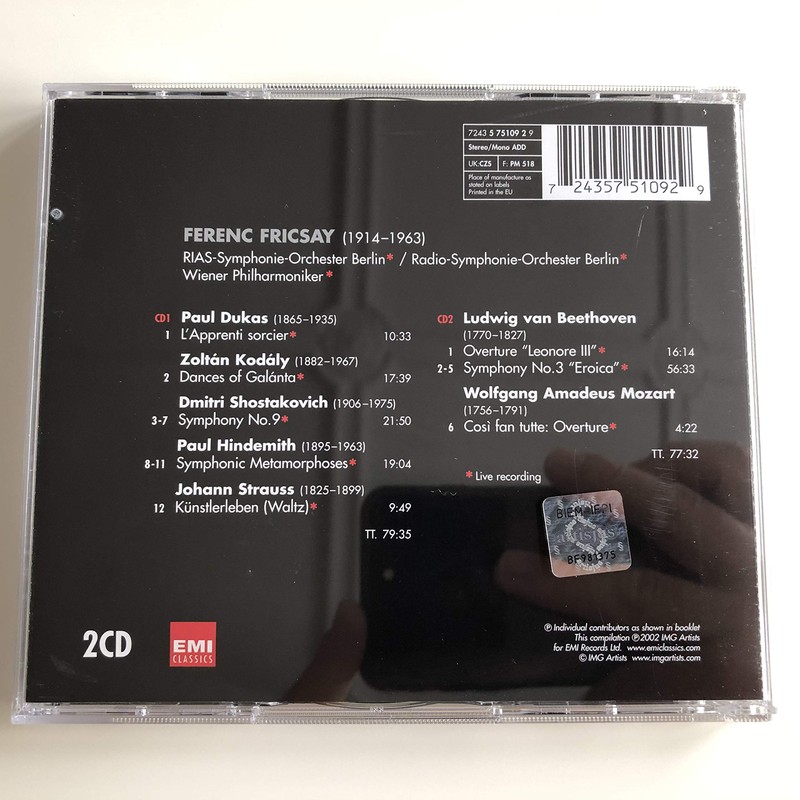 5
7243 5 75109 2 9
Stereo/Mono ADD
UK:CZS F: PM 518
Place of manufacture as
stated on labels
Printed in the EU
7 24357 51092 9
FERENC FRICSAY (1914–1963)
RIAS-Symphonie-Orchester Berlin* / Radio-Symphonie-Orchester Berlin*
Wiener Philharmoniker*
CD1 Paul Dukas (1865–1935)
1 L'Apprenti sorcier* 10:33
Zoltán Kodály (1882–1967)
2 Dances of Galánta* 17:39
Dmitri Shostakovich (1906–1975)
3-7 Symphony No.9* 21:50
Paul Hindemith (1895–1963)
8-11 Symphonic Metamorphoses* 19:04
Johann Strauss (1825–1899)
12 Künstlerleben (Waltz)* 9:49
TT. 79:35
CD2 Ludwig van Beethoven
(1770–1827)
1 Overture “Leonore III”* 16:14
2-5 Symphony No.3 “Eroica”* 56:33
Wolfgang Amadeus Mozart
(1756–1791)
6 Così fan tutte: Overture* 4:22
TT. 77:32
* Live recording
BIEM
BF981375
2CD
EMI
CLASSICS
℗ Individual contributors as shown in booklet
This compilation ℗2002 IMG Artists
for EMI Records Ltd. www.emiclassics.com
© IMG Artists www.imgartists.com